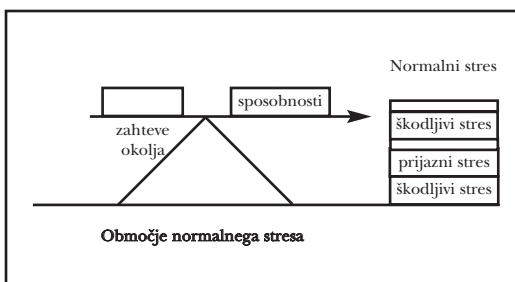 Normalni stres
sposobnosti
zahteve
okolja
škodljivi stres
prijazni stres
škodljivi stres
Območje normalnega stresa